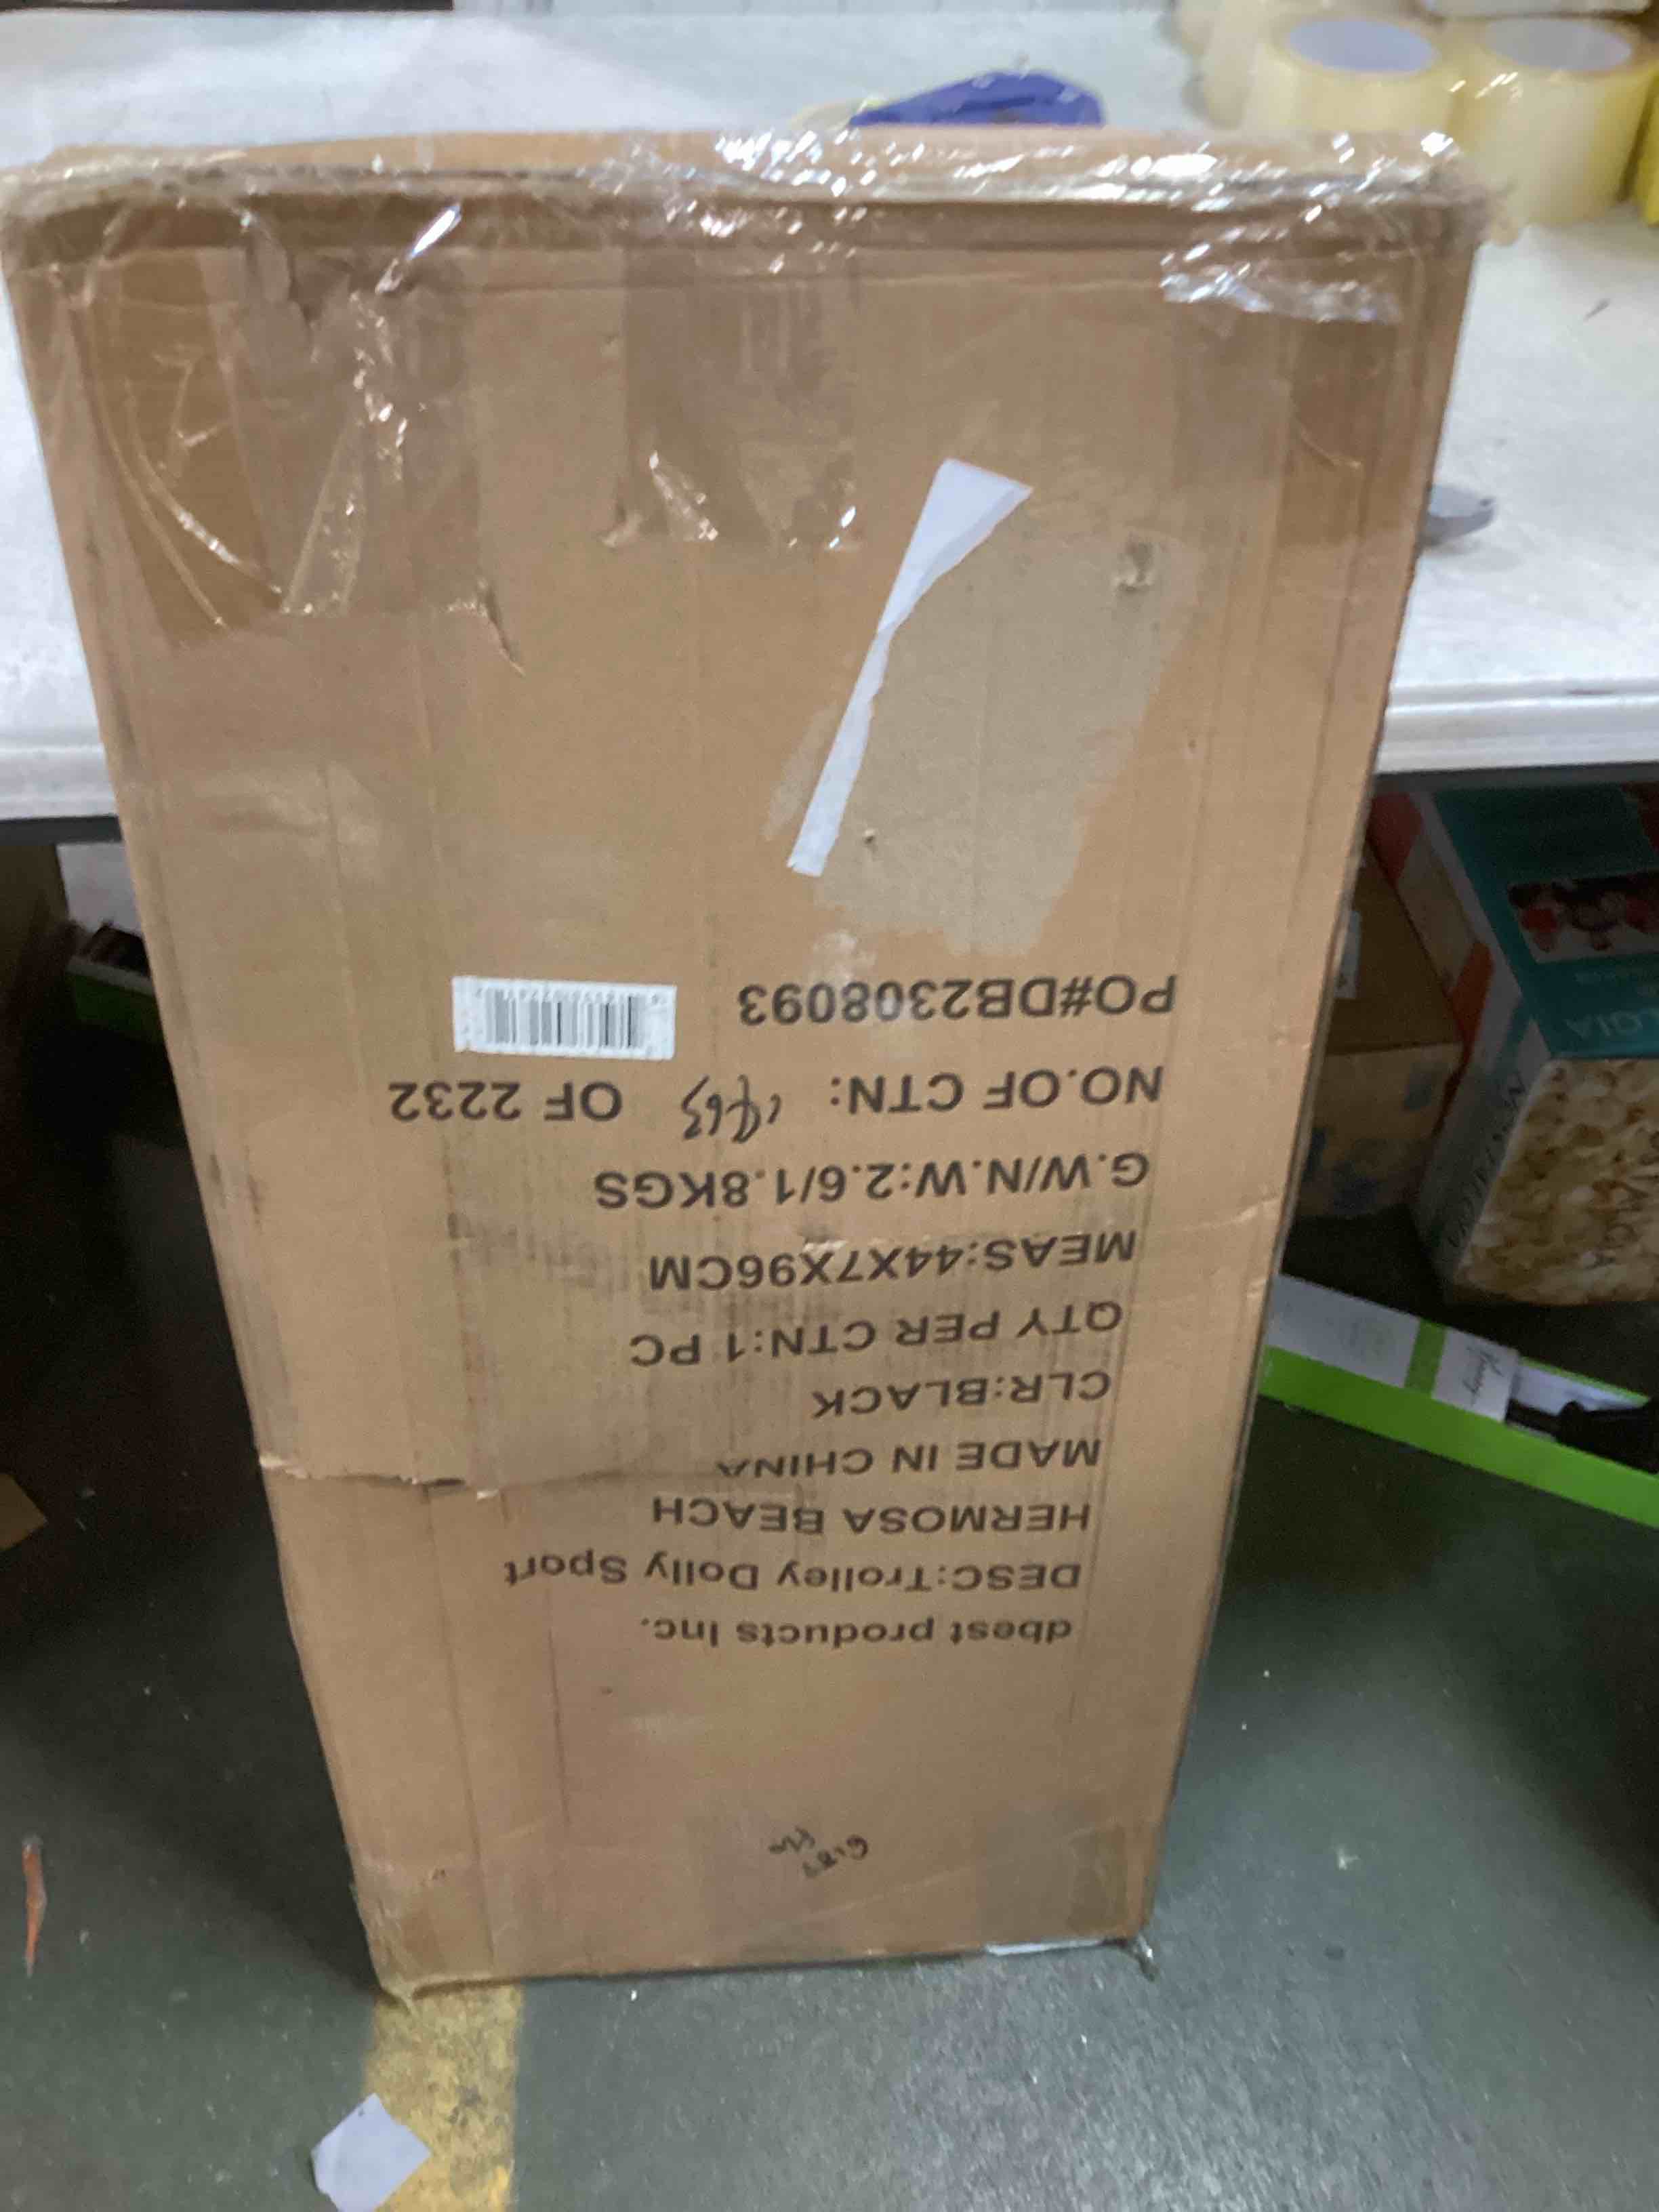 dbest products Inc.
DESC:Trolley Dolly Sport
HERMOSA BEACH
MADE IN CHINA
CLR:BLACK
QTY PER CTN:1 PC
MEAS:44X7X96CM
G.W/N.W:2.6/1.8KGS
NO.OF CTN: 1863 OF 2232
PO#DB2308093